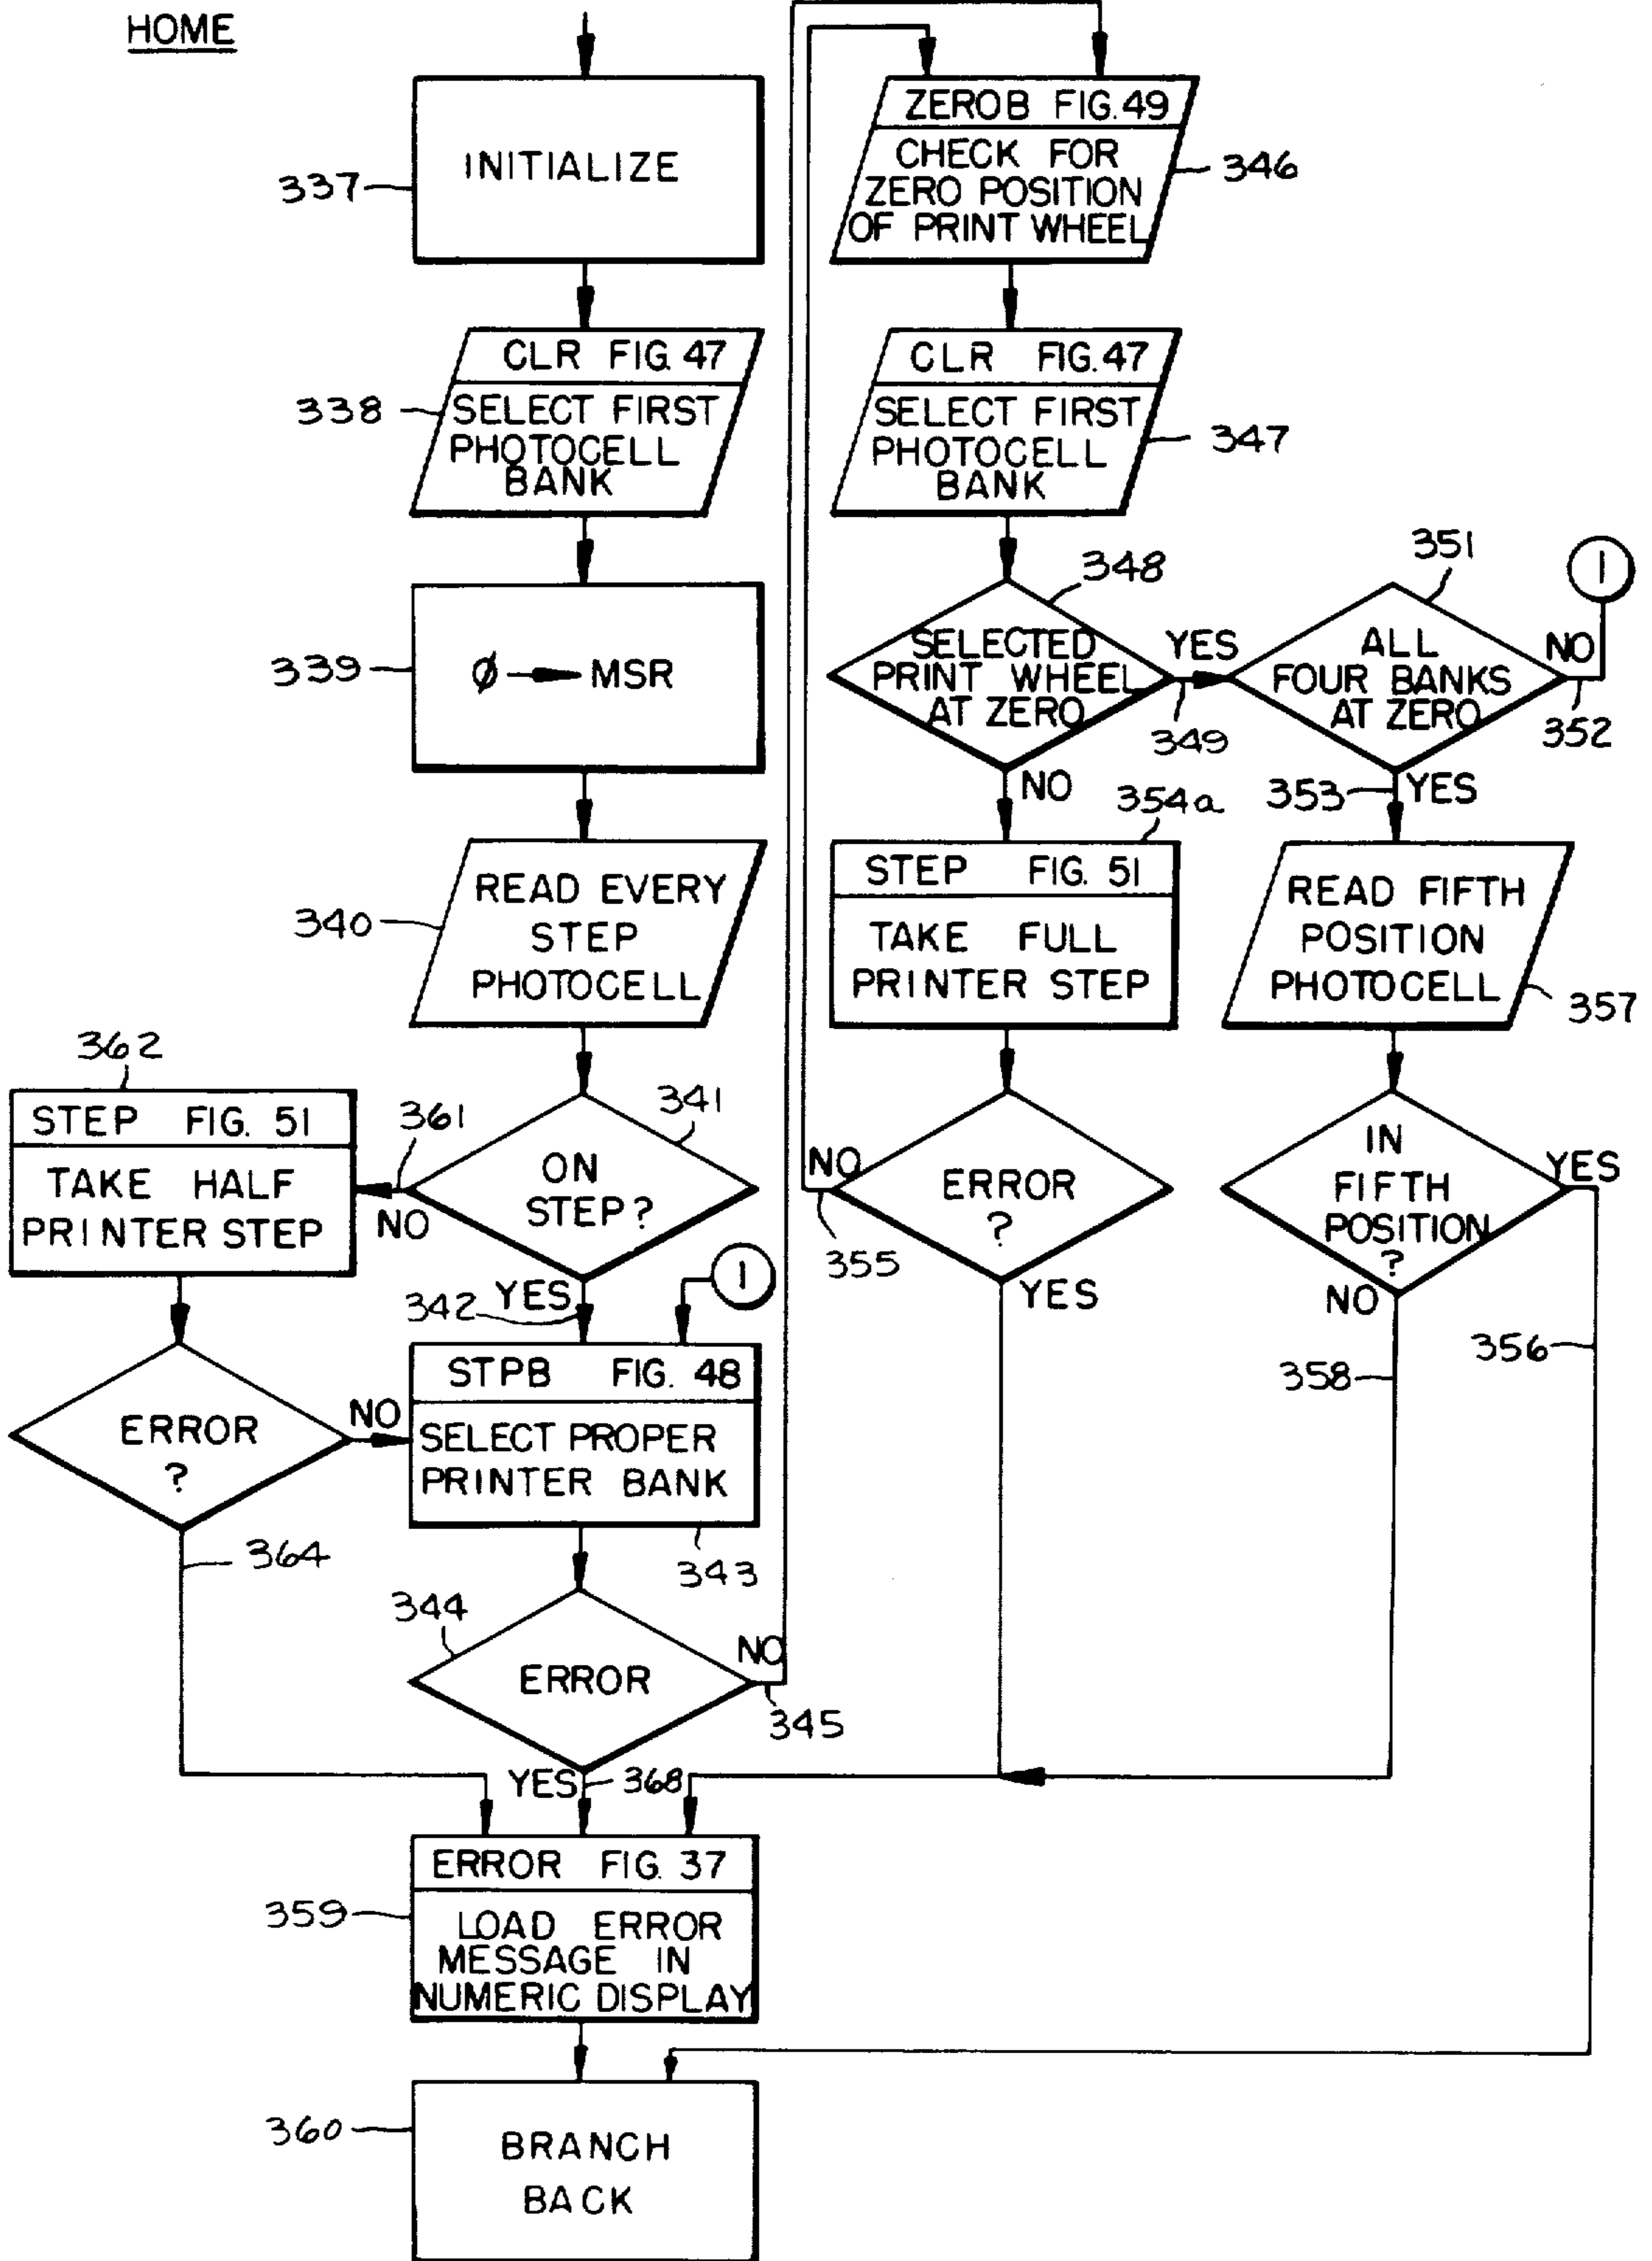 HOME
INITIALIZE
337
CLR FIG. 47
SELECT FIRST
PHOTOCELL
BANK
338
Ø → MSR
339
READ EVERY
STEP
PHOTOCELL
340
ON
STEP?
341
361
NO
YES
342
1
362
STEP FIG. 51
TAKE HALF
PRINTER STEP
ERROR
?
NO
364
STPB FIG. 48
SELECT PROPER
PRINTER BANK
343
344
ERROR
NO
345
YES
368
ERROR FIG. 37
LOAD ERROR
MESSAGE IN
NUMERIC DISPLAY
359
BRANCH
BACK
360
ZEROB FIG. 49
CHECK FOR
ZERO POSITION
OF PRINT WHEEL
346
CLR FIG. 47
SELECT FIRST
PHOTOCELL
BANK
347
348
SELECTED
PRINT WHEEL
AT ZERO
YES
349
NO
354a
STEP FIG. 51
TAKE FULL
PRINTER STEP
ERROR
?
NO
355
YES
351
ALL
FOUR BANKS
AT ZERO
NO
352
1
353
YES
READ FIFTH
POSITION
PHOTOCELL
357
IN
FIFTH
POSITION
?
YES
356
NO
358